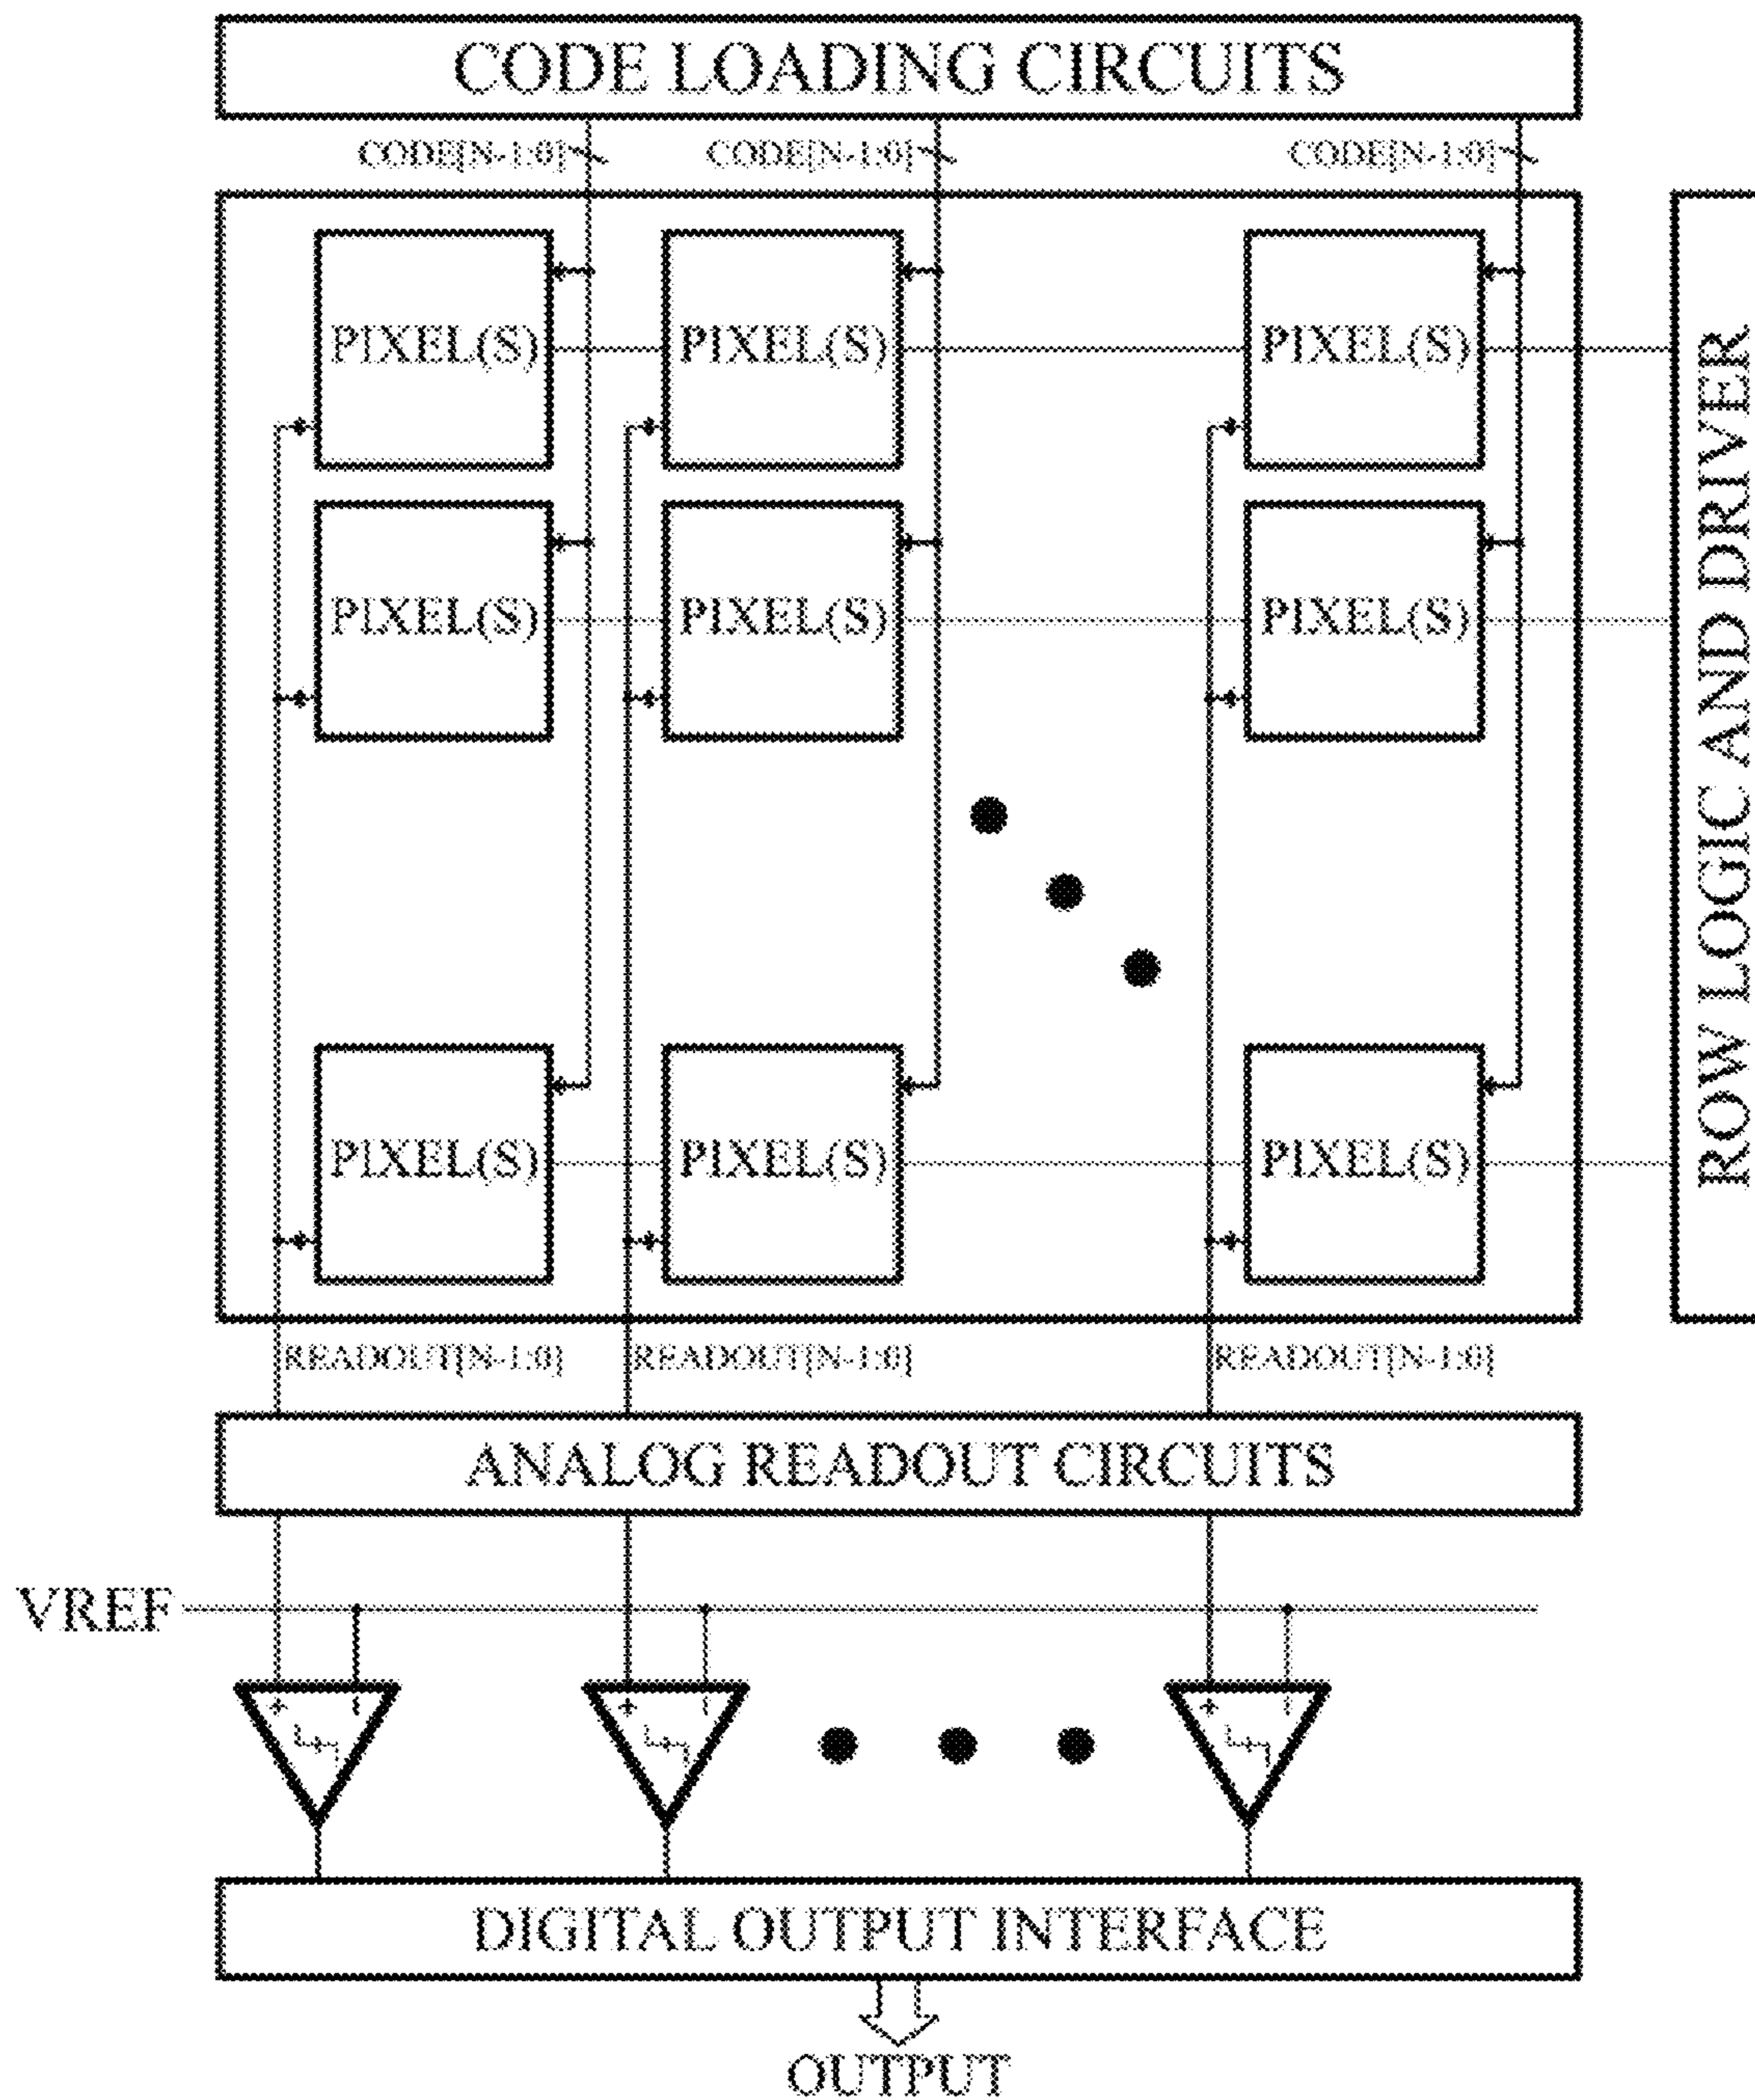 CODE LOADING CIRCUITS
CODE[N-1:0] CODE[N-1:0] CODE[N-1:0]
PIXEL(S) PIXEL(S) PIXEL(S)
PIXEL(S) PIXEL(S) PIXEL(S)
PIXEL(S) PIXEL(S) PIXEL(S)
ROW LOGIC AND DRIVER
READOUT[N-1:0] READOUT[N-1:0] READOUT[N-1:0]
ANALOG READOUT CIRCUITS
VREF
+ - + - + -
DIGITAL OUTPUT INTERFACE
OUTPUT